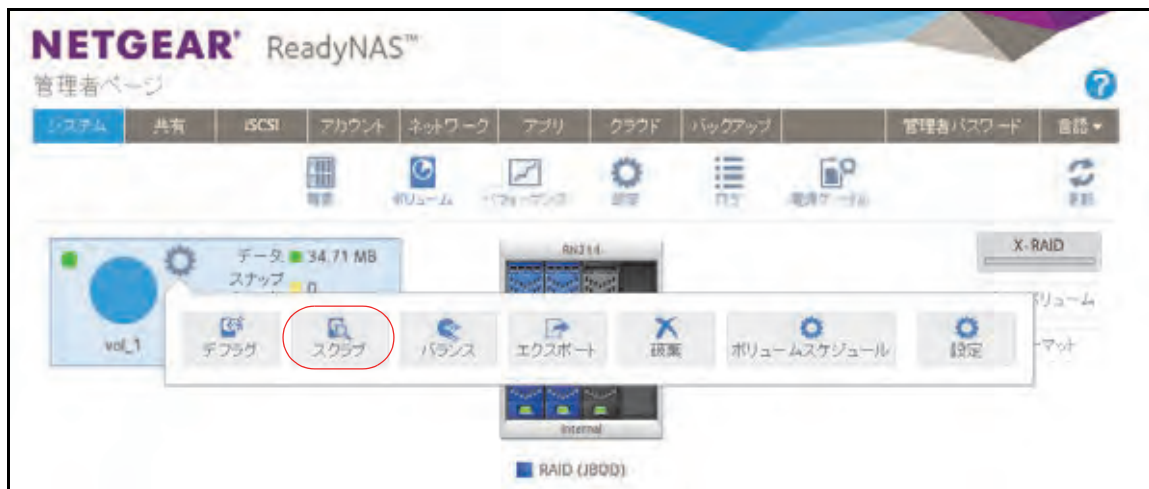 NETGEAR® ReadyNAS™
管理者ページ
?
システム 共有 iSCSI アカウント ネットワーク アプリ クラウド バックアップ 管理者パスワード 言語▼
概要 ボリューム パフォーマンス 設定 ログ 電源 更新
データ 34.71 MB
スナップ
0
vol_1
RN314
X-RAID
リューム
ーマット
デフラグ スクラブ バランス エクスポート 破棄 ボリュームスケジュール 設定
Internal
RAID (JBOD)